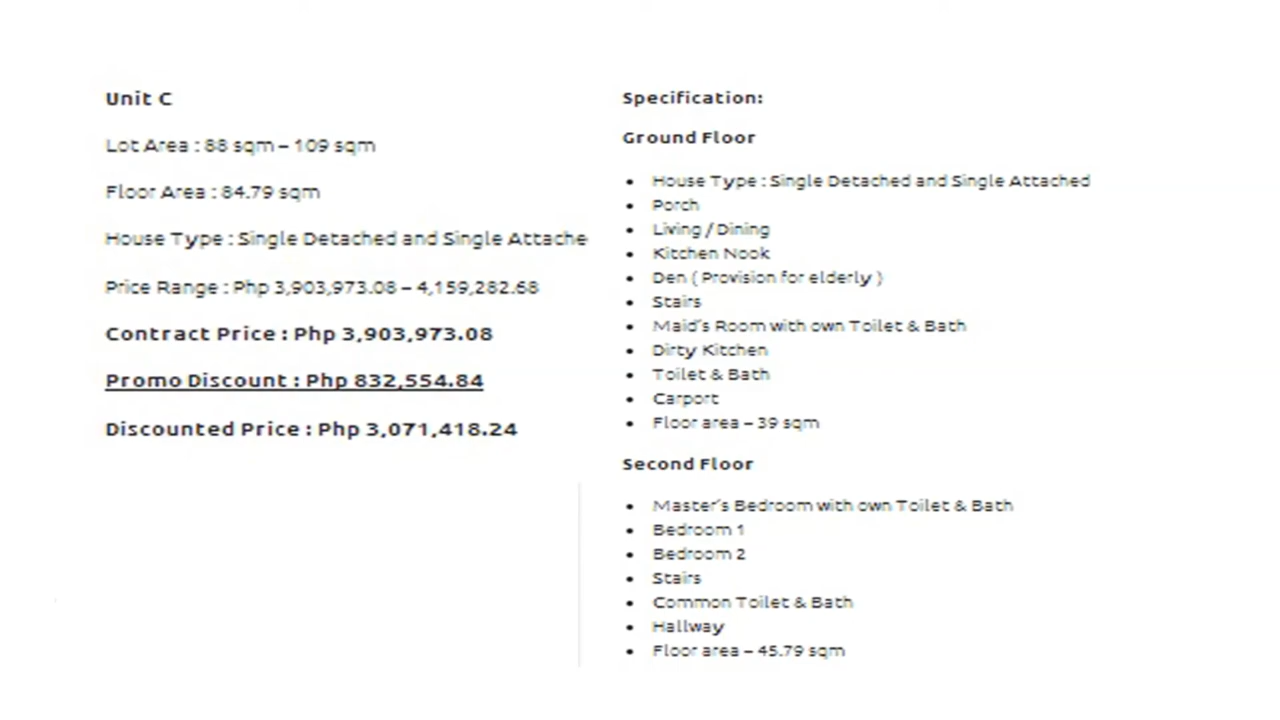 Unit C
Lot Area : 88 sqm – 109 sqm
Floor Area : 84.79 sqm
House Type : Single Detached and Single Attache
Price Range : Php 3,903,973.08 – 4,159,282.68
Contract Price : Php 3,903,973.08
Promo Discount : Php 832,554.84
Discounted Price : Php 3,071,418.24
Specification:
Ground Floor
• House Type : Single Detached and Single Attached
• Porch
• Living / Dining
• Kitchen Nook
• Den ( Provision for elderly )
• Stairs
• Maid's Room with own Toilet & Bath
• Dirty Kitchen
• Toilet & Bath
• Carport
• Floor area – 39 sqm
Second Floor
• Master's Bedroom with own Toilet & Bath
• Bedroom 1
• Bedroom 2
• Stairs
• Common Toilet & Bath
• Hallway
• Floor area – 45.79 sqm